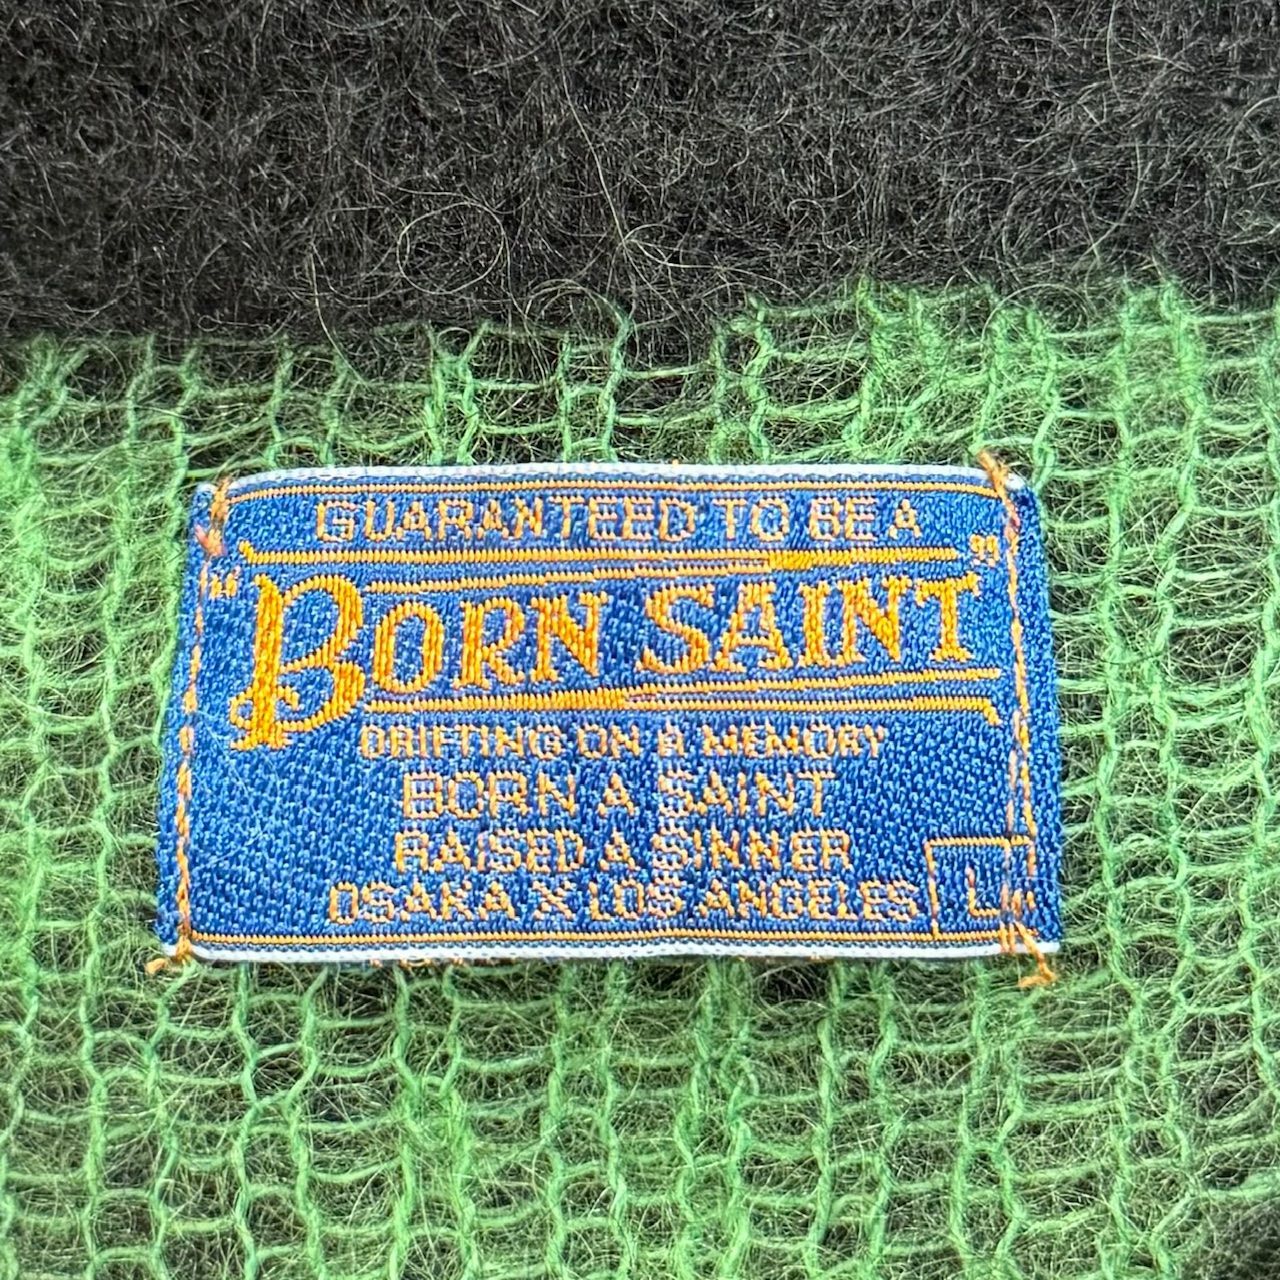 GUARANTEED TO BE A
"BORN SAINT"
DRIFTING ON A MEMORY
BORN A SAINT
RAISED A SINNER
OSAKA X LOS ANGELES
L